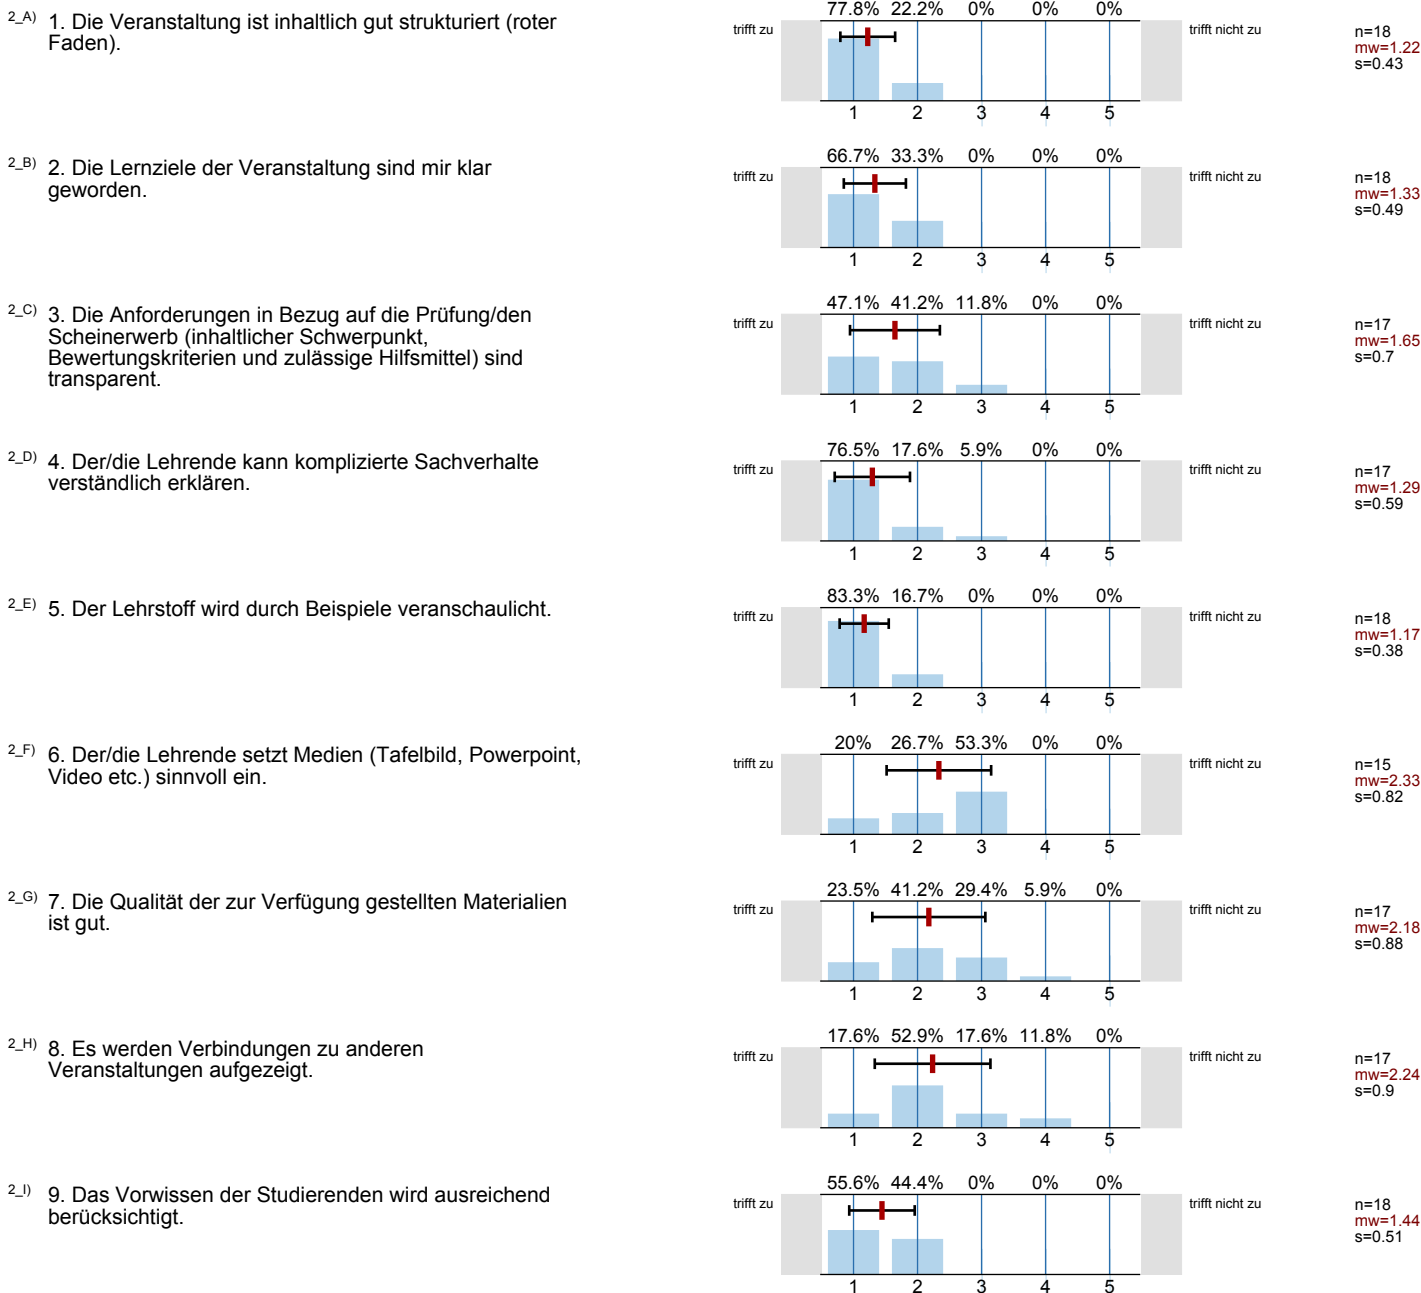 2_A) 1. Die Veranstaltung ist inhaltlich gut strukturiert (roter
Faden).
77.8% 22.2% 0% 0% 0%
trifft zu
trifft nicht zu
1 2 3 4 5
n=18
mw=1.22
s=0.43
2_B) 2. Die Lernziele der Veranstaltung sind mir klar
geworden.
66.7% 33.3% 0% 0% 0%
trifft zu
trifft nicht zu
1 2 3 4 5
n=18
mw=1.33
s=0.49
2_C) 3. Die Anforderungen in Bezug auf die Prüfung/den
Scheinerwerb (inhaltlicher Schwerpunkt,
Bewertungskriterien und zulässige Hilfsmittel) sind
transparent.
47.1% 41.2% 11.8% 0% 0%
trifft zu
trifft nicht zu
1 2 3 4 5
n=17
mw=1.65
s=0.7
2_D) 4. Der/die Lehrende kann komplizierte Sachverhalte
verständlich erklären.
76.5% 17.6% 5.9% 0% 0%
trifft zu
trifft nicht zu
1 2 3 4 5
n=17
mw=1.29
s=0.59
2_E) 5. Der Lehrstoff wird durch Beispiele veranschaulicht.
83.3% 16.7% 0% 0% 0%
trifft zu
trifft nicht zu
1 2 3 4 5
n=18
mw=1.17
s=0.38
2_F) 6. Der/die Lehrende setzt Medien (Tafelbild, Powerpoint,
Video etc.) sinnvoll ein.
20% 26.7% 53.3% 0% 0%
trifft zu
trifft nicht zu
1 2 3 4 5
n=15
mw=2.33
s=0.82
2_G) 7. Die Qualität der zur Verfügung gestellten Materialien
ist gut.
23.5% 41.2% 29.4% 5.9% 0%
trifft zu
trifft nicht zu
1 2 3 4 5
n=17
mw=2.18
s=0.88
2_H) 8. Es werden Verbindungen zu anderen
Veranstaltungen aufgezeigt.
17.6% 52.9% 17.6% 11.8% 0%
trifft zu
trifft nicht zu
1 2 3 4 5
n=17
mw=2.24
s=0.9
2_I) 9. Das Vorwissen der Studierenden wird ausreichend
berücksichtigt.
55.6% 44.4% 0% 0% 0%
trifft zu
trifft nicht zu
1 2 3 4 5
n=18
mw=1.44
s=0.51